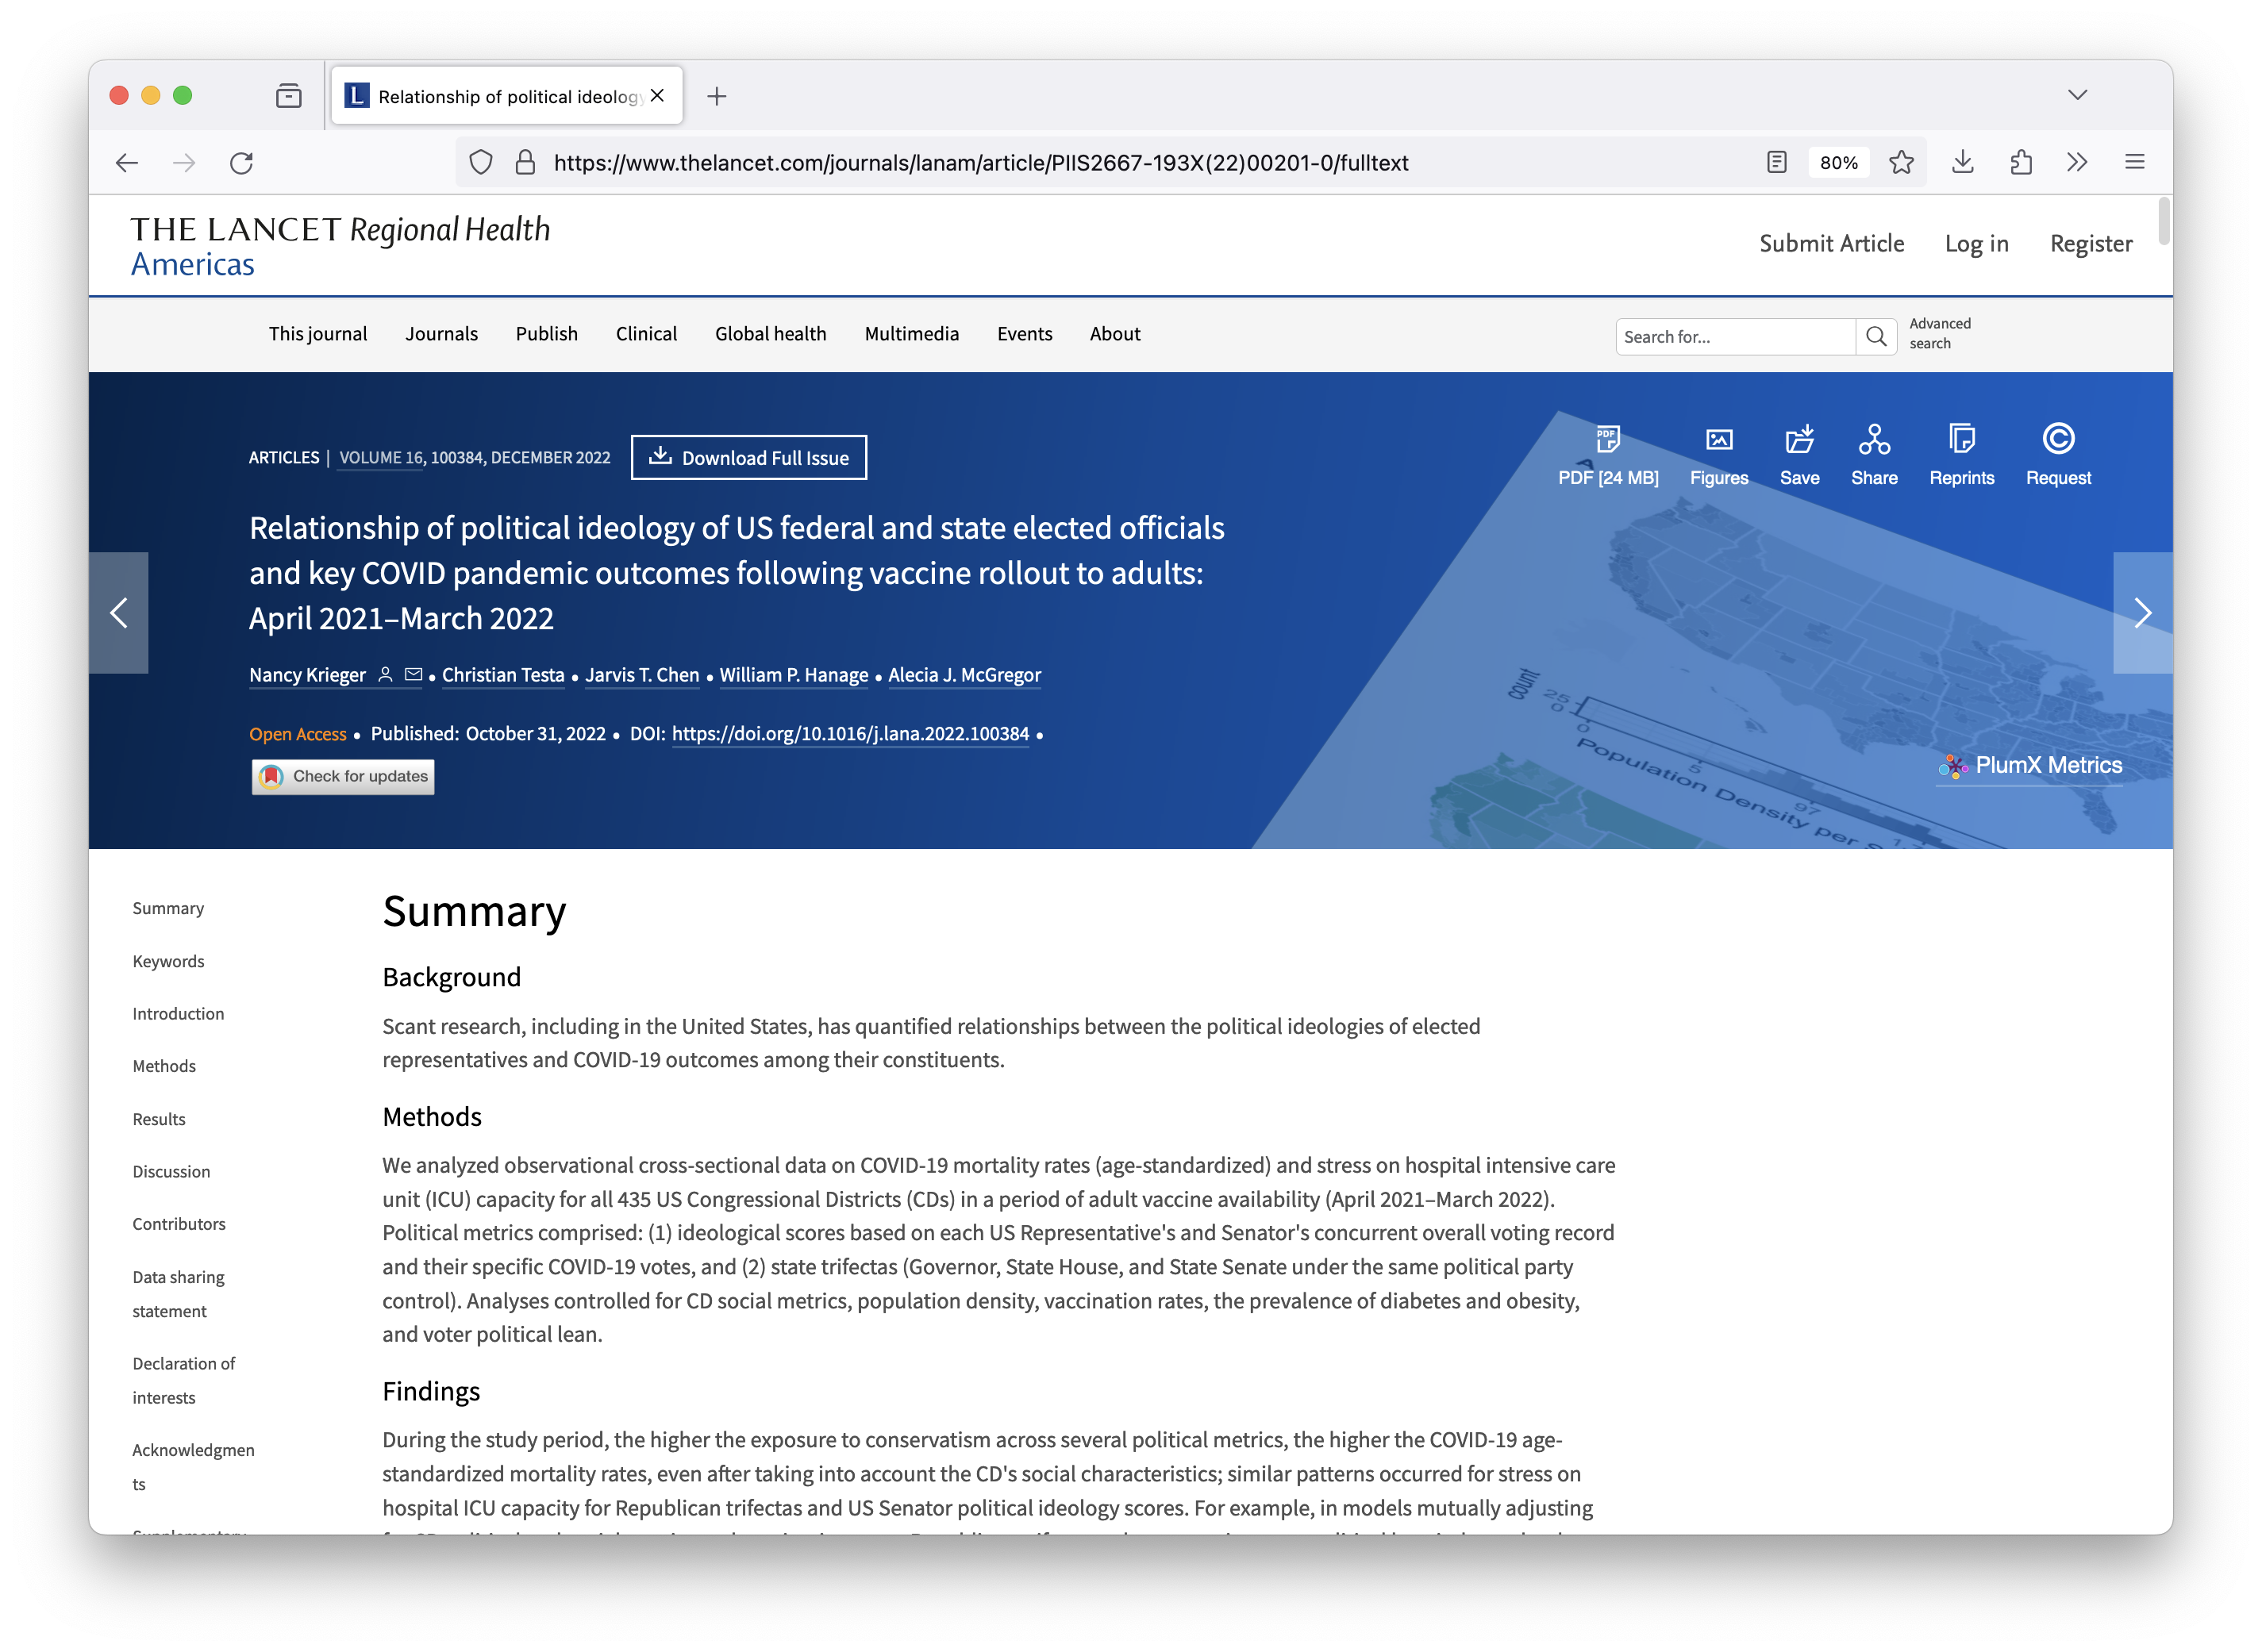 L Relationship of political ideology
https://www.thelancet.com/journals/lanam/article/PIIS2667-193X(22)00201-0/fulltext
80%
THE LANCET Regional Health
Americas
Submit Article Log in Register
This journal Journals Publish Clinical Global health Multimedia Events About
Search for...
Advanced
search
ARTICLES | VOLUME 16, 100384, DECEMBER 2022
Download Full Issue
PDF [24 MB] Figures Save Share Reprints Request
Relationship of political ideology of US federal and state elected officials
and key COVID pandemic outcomes following vaccine rollout to adults:
April 2021–March 2022
Nancy Krieger • Christian Testa • Jarvis T. Chen • William P. Hanage • Alecia J. McGregor
Open Access • Published: October 31, 2022 • DOI: https://doi.org/10.1016/j.lana.2022.100384 •
Check for updates
count
25
0
0
5
97
Population Density per
PlumX Metrics
Summary
Keywords
Introduction
Methods
Results
Discussion
Contributors
Data sharing
statement
Declaration of
interests
Acknowledgmen
ts
Supplementary
Summary
Background
Scant research, including in the United States, has quantified relationships between the political ideologies of elected
representatives and COVID-19 outcomes among their constituents.
Methods
We analyzed observational cross-sectional data on COVID-19 mortality rates (age-standardized) and stress on hospital intensive care
unit (ICU) capacity for all 435 US Congressional Districts (CDs) in a period of adult vaccine availability (April 2021–March 2022).
Political metrics comprised: (1) ideological scores based on each US Representative's and Senator's concurrent overall voting record
and their specific COVID-19 votes, and (2) state trifectas (Governor, State House, and State Senate under the same political party
control). Analyses controlled for CD social metrics, population density, vaccination rates, the prevalence of diabetes and obesity,
and voter political lean.
Findings
During the study period, the higher the exposure to conservatism across several political metrics, the higher the COVID-19 age-
standardized mortality rates, even after taking into account the CD's social characteristics; similar patterns occurred for stress on
hospital ICU capacity for Republican trifectas and US Senator political ideology scores. For example, in models mutually adjusting